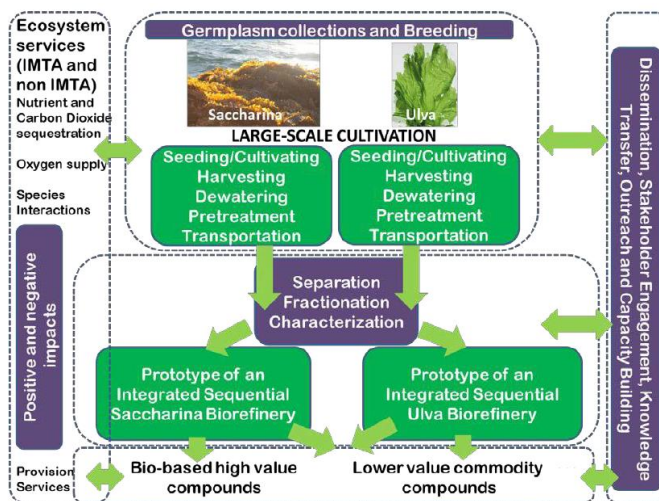 Ecosystem
services
(IMTA and
non IMTA)
Nutrient and
Carbon Dioxide
sequestration
Oxygen supply
Species
Interactions
Positive and negative
impacts
Provision
Services
Germplasm collections and Breeding
Saccharina
Ulva
LARGE-SCALE CULTIVATION
Seeding/Cultivating
Harvesting
Dewatering
Pretreatment
Transportation
Seeding/Cultivating
Harvesting
Dewatering
Pretreatment
Transportation
Separation
Fractionation
Characterization
Prototype of an
Integrated Sequential
Saccharina Biorefinery
Prototype of an
Integrated Sequential
Ulva Biorefinery
Bio-based high value
compounds
Lower value commodity
compounds
Dissemination, Stakeholder Engagement, Knowledge
Transfer, Outreach and Capacity
Building